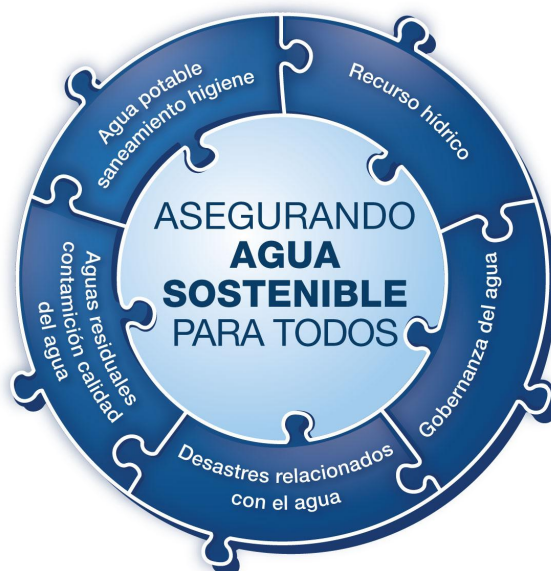 ASEGURANDO
AGUA
SOSTENIBLE
PARA TODOS
Agua potable
saneamiento higiene
Recurso hídrico
Gobernanza del agua
Desastres relacionados
con el agua
Aguas residuales
contamición calidad
del agua